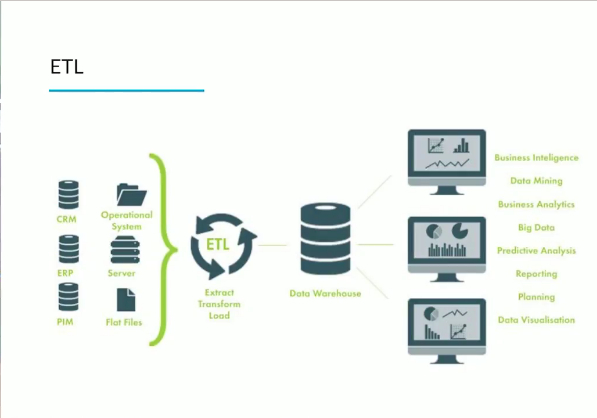 ETL
CRM
Operational
System
ERP
Server
PIM
Flat Files
ETL
Extract
Transform
Load
Data Warehouse
Business Inteligence
Data Mining
Business Analytics
Big Data
Predictive Analysis
Reporting
Planning
Data Visualisation